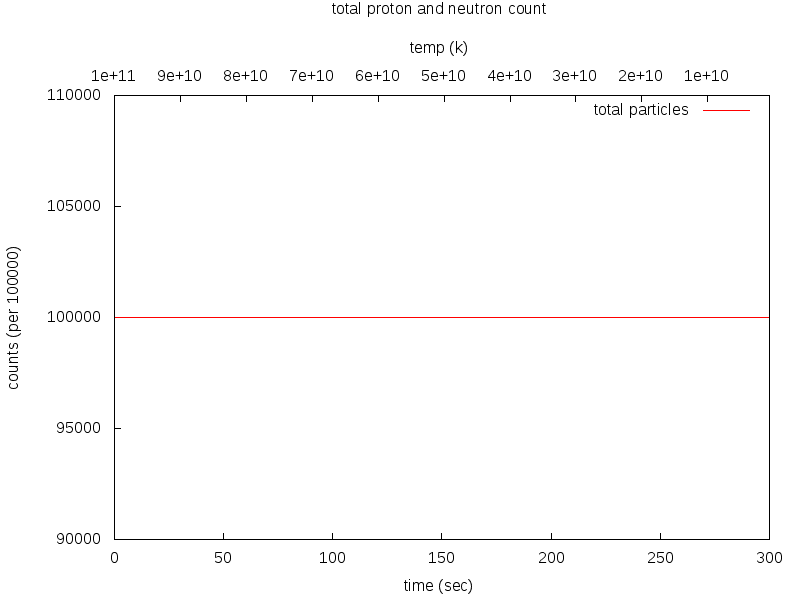 total proton and neutron count
temp (k)
1e+11 9e+10 8e+10 7e+10 6e+10 5e+10 4e+10 3e+10 2e+10 1e+10
110000
total particles
105000
counts (per 100000)
100000
95000
90000
0 50 100 150 200 250 300
time (sec)